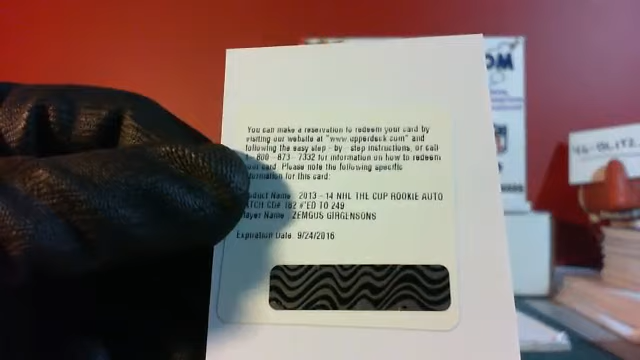 You can make a reservation to redeem your card by
visiting our website at "www.upperdeck.com" and
following the easy step - by - step instructions, or call
1- 800 -873- 7332 for information on how to redeem
your card. Please note the following specific
information for this card:
Product Name : 2013 - 14 NHL THE CUP ROOKIE AUTO
PATCH CD# 182 #'ED TO 249
Player Name : ZEMGUS GIRGENSONS
Expiration Date: 9/24/2016
OM